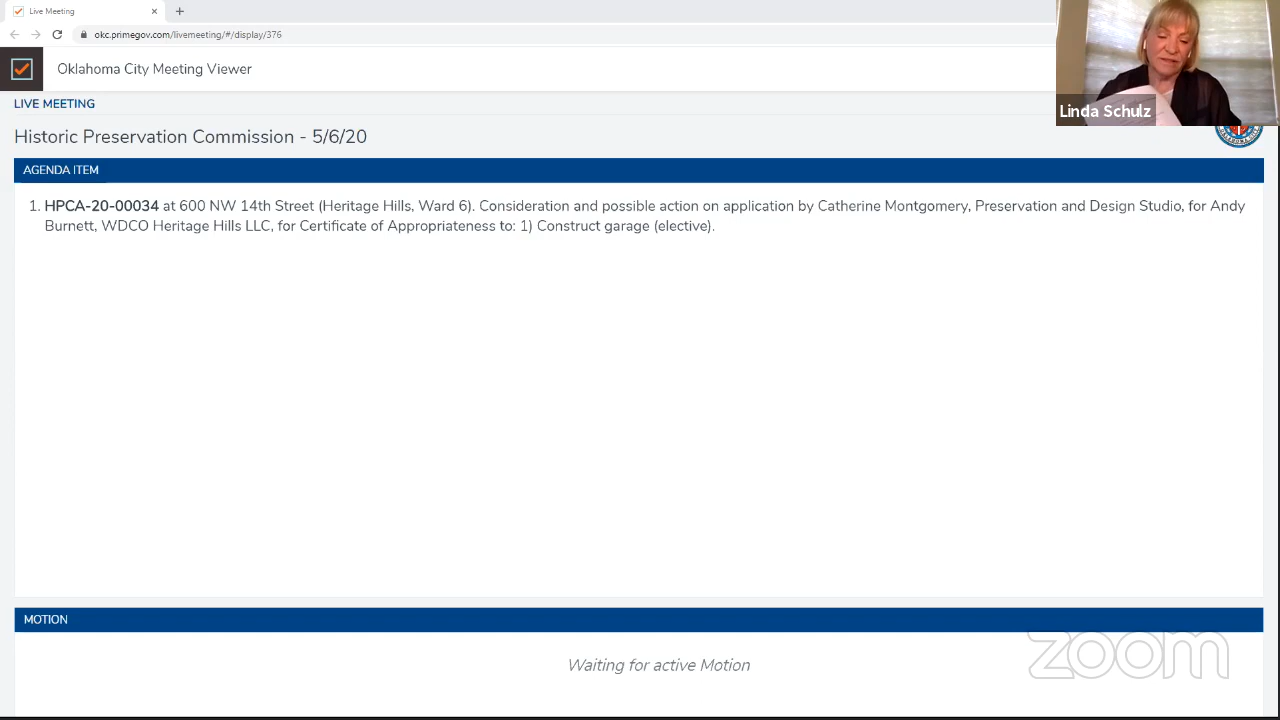 Live Meeting
okc.primegov.com/livemeeting/#/display/376
Oklahoma City Meeting Viewer
Linda Schulz
LIVE MEETING
Historic Preservation Commission - 5/6/20
AGENDA ITEM
1. HPCA-20-00034 at 600 NW 14th Street (Heritage Hills, Ward 6). Consideration and possible action on application by Catherine Montgomery, Preservation and Design Studio, for Andy
Burnett, WDCO Heritage Hills LLC, for Certificate of Appropriateness to: 1) Construct garage (elective).
MOTION
Waiting for active Motion
zoom